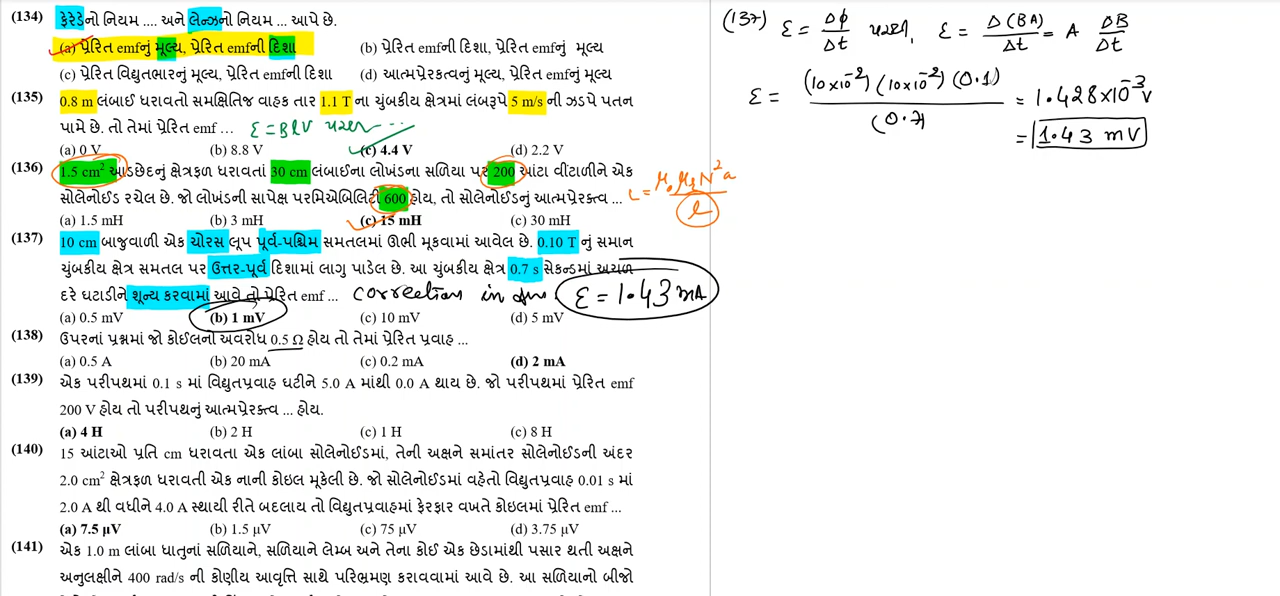 (134) ફેરેડેનો નિયમ .... અને લેન્ઝનો નિયમ ... આપે છે.
(a) પ્રેરિત emfનું મૂલ્ય, પ્રેરિત emfની દિશા (b) પ્રેરિત emfની દિશા, પ્રેરિત emfનું મૂલ્ય
(c) પ્રેરિત વિદ્યુતભારનું મૂલ્ય, પ્રેરિત emfની દિશા (d) આત્મપ્રેરકત્વનું મૂલ્ય, પ્રેરિત emfનું મૂલ્ય
(135) 0.8 m લંબાઈ ધરાવતો સમક્ષિતિજ વાહક તાર 1.1 T ના ચુંબકીય ક્ષેત્રમાં લંબરૂપે 5 m/s ની ઝડપે પતન
પામે છે. તો તેમાં પ્રેરિત emf ... ε = Blv પરથી ...
(a) 0 V (b) 8.8 V (c) 4.4 V (d) 2.2 V
(136) 1.5 cm² આડછેદનું ક્ષેત્રફળ ધરાવતાં 30 cm લંબાઈના લોખંડના સળિયા પર 200 આંટા વીંટાળીને એક
સોલેનોઈડ રચેલ છે. જો લોખંડની સાપેક્ષ પરમિએબિલિટી 600 હોય, તો સોલેનોઈડનું આત્મપ્રેરક્ત્વ ... L = μ₀μᵣN²a / l
(a) 1.5 mH (b) 3 mH (c) 15 mH (c) 30 mH
(137) 10 cm બાજુવાળી એક ચોરસ લૂપ પૂર્વ-પશ્ચિમ સમતલમાં ઊભી મૂકવામાં આવેલ છે. 0.10 T નું સમાન
ચુંબકીય ક્ષેત્ર સમતલ પર ઉત્તર-પૂર્વ દિશામાં લાગુ પાડેલ છે. આ ચુંબકીય ક્ષેત્ર 0.7 s સેકન્ડમાં અચળ
દરે ઘટાડીને શૂન્ય કરવામાં આવે તો પ્રેરિત emf ... correction in ans. ε = 1.43 mA
(a) 0.5 mV (b) 1 mV (c) 10 mV (d) 5 mV
(138) ઉપરનાં પ્રશ્નમાં જો કોઈલનો અવરોધ 0.5 Ω હોય તો તેમાં પ્રેરિત પ્રવાહ ...
(a) 0.5 A (b) 20 mA (c) 0.2 mA (d) 2 mA
(139) એક પરીપથમાં 0.1 s માં વિદ્યુતપ્રવાહ ઘટીને 5.0 A માંથી 0.0 A થાય છે. જો પરીપથમાં પ્રેરિત emf
200 V હોય તો પરીપથનું આત્મપ્રેરક્ત્વ ... હોય.
(a) 4 H (b) 2 H (c) 1 H (c) 8 H
(140) 15 આંટાઓ પ્રતિ cm ધરાવતા એક લાંબા સોલેનોઈડમાં, તેની અક્ષને સમાંતર સોલેનોઈડની અંદર
2.0 cm² ક્ષેત્રફળ ધરાવતી એક નાની કોઇલ મૂકેલી છે. જો સોલેનોઈડમાં વહેતો વિદ્યુતપ્રવાહ 0.01 s માં
2.0 A થી વધીને 4.0 A સ્થાયી રીતે બદલાય તો વિદ્યુતપ્રવાહમાં ફેરફાર વખતે કોઇલમાં પ્રેરિત emf ...
(a) 7.5 μV (b) 1.5 μV (c) 75 μV (d) 3.75 μV
(141) એક 1.0 m લાંબા ધાતુનાં સળિયાને, સળિયાને લેમ્બ અને તેના કોઈ એક છેડામાંથી પસાર થતી અક્ષને
અનુલક્ષીને 400 rad/s ની કોણીય આવૃત્તિ સાથે પરિભ્રમણ કરાવવામાં આવે છે. આ સળિયાનો બીજો
(137) ε = Δϕ / Δt પરથી, ε = Δ(BA) / Δt = A ΔB / Δt
ε = (10×10⁻²)(10×10⁻²)(0.1) / (0.7) = 1.428×10⁻³ V
= 1.43 mV